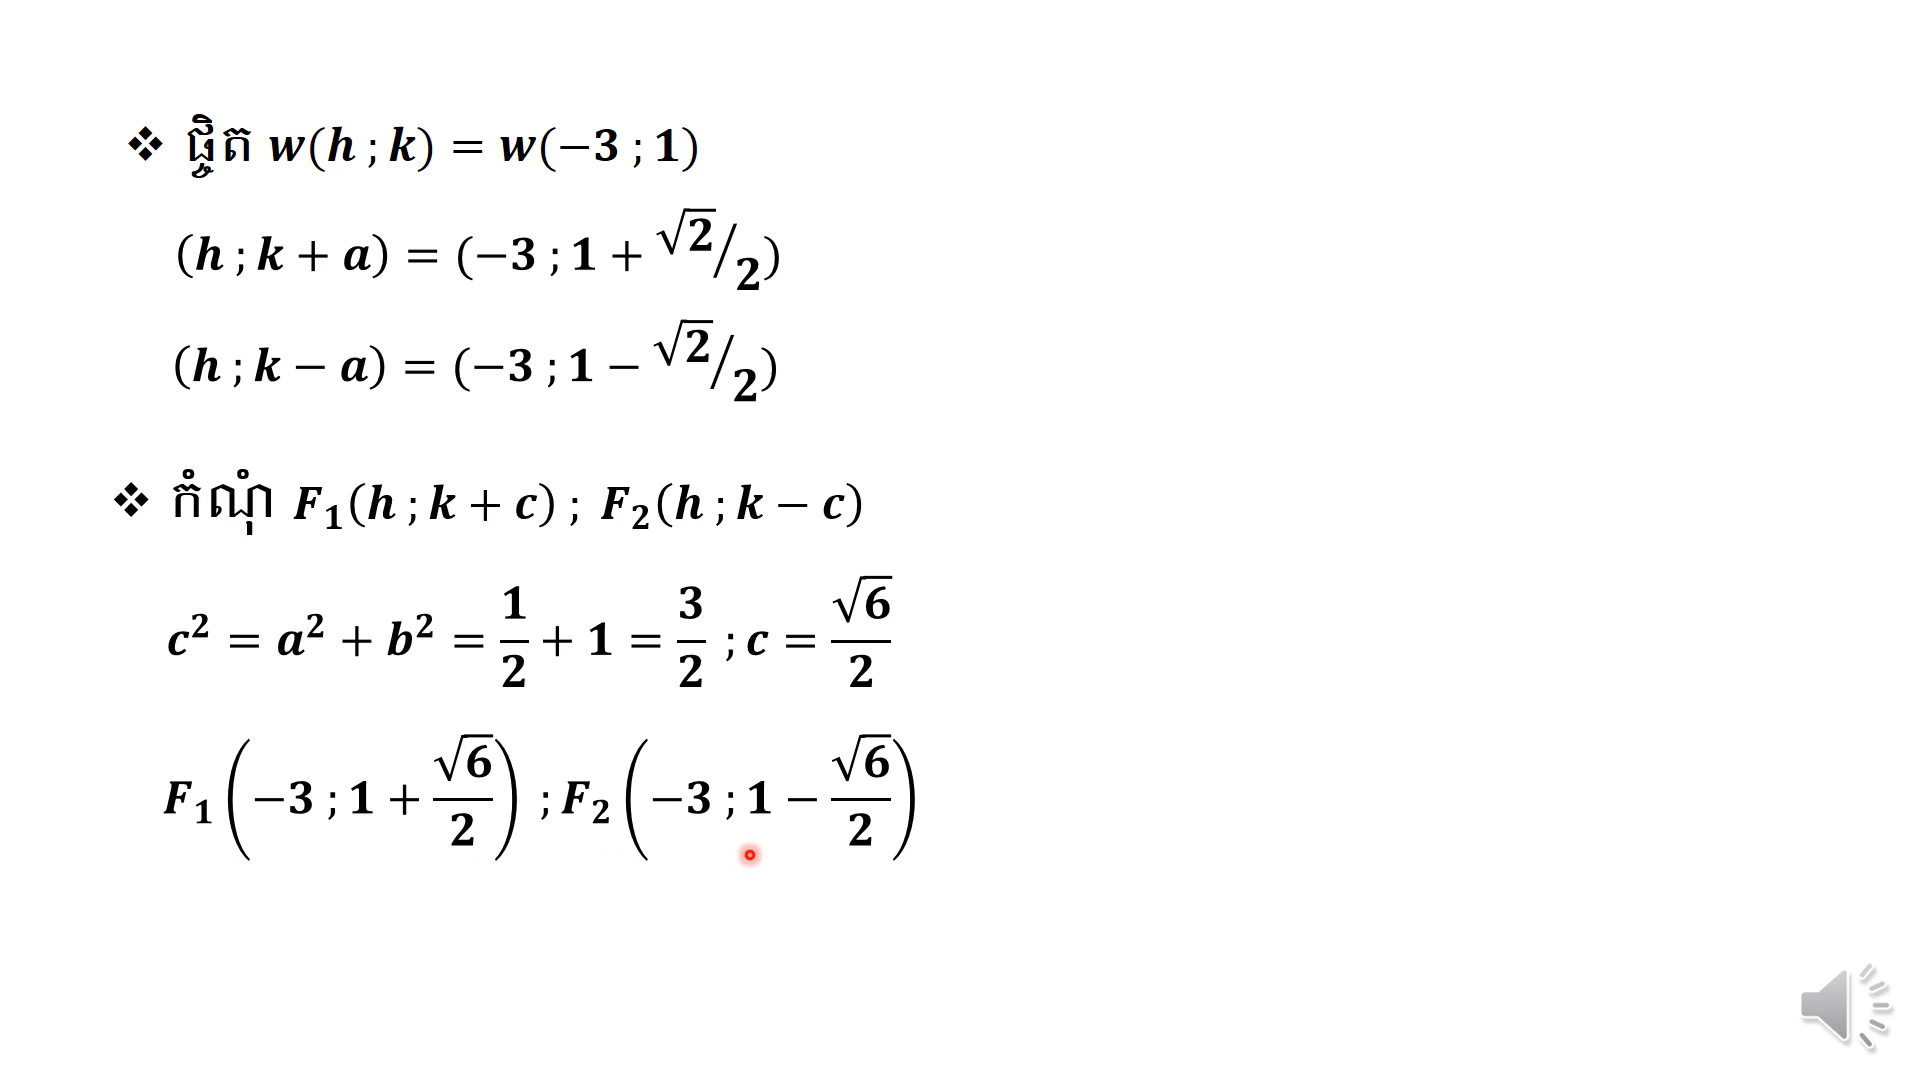 ❖ ផ្ចិត w(h ; k) = w(−3 ; 1)
(h ; k + a) = (−3 ; 1 + √2/2)
(h ; k − a) = (−3 ; 1 − √2/2)
❖ កំណុំ F₁(h ; k + c) ; F₂(h ; k − c)
c² = a² + b² = 1/2 + 1 = 3/2 ; c = √6/2
F₁(−3 ; 1 + √6/2) ; F₂(−3 ; 1 − √6/2)